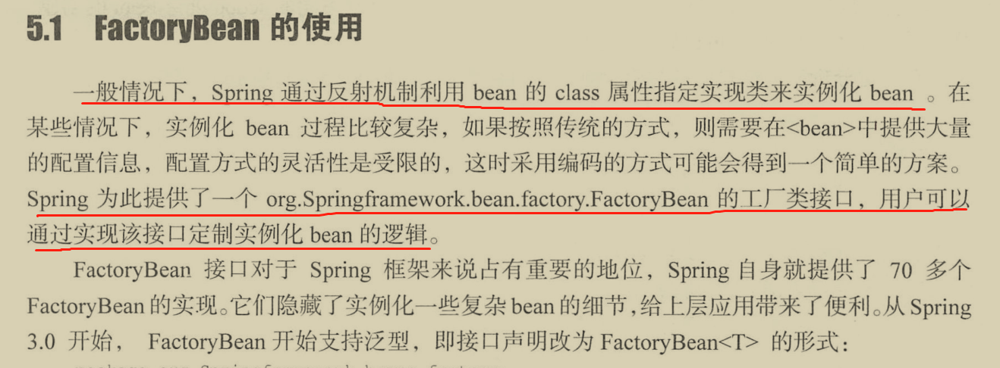 5.1 FactoryBean 的使用
一般情况下，Spring 通过反射机制利用 bean 的 class 属性指定实现类来实例化 bean 。在
某些情况下，实例化 bean 过程比较复杂，如果按照传统的方式，则需要在<bean>中提供大量
的配置信息，配置方式的灵活性是受限的，这时采用编码的方式可能会得到一个简单的方案。
Spring 为此提供了一个 org.Springframework.bean.factory.FactoryBean 的工厂类接口，用户可以
通过实现该接口定制实例化 bean 的逻辑。
FactoryBean 接口对于 Spring 框架来说占有重要的地位，Spring 自身就提供了 70 多个
FactoryBean 的实现。它们隐藏了实例化一些复杂 bean 的细节，给上层应用带来了便利。从 Spring
3.0 开始， FactoryBean 开始支持泛型，即接口声明改为 FactoryBean<T> 的形式：